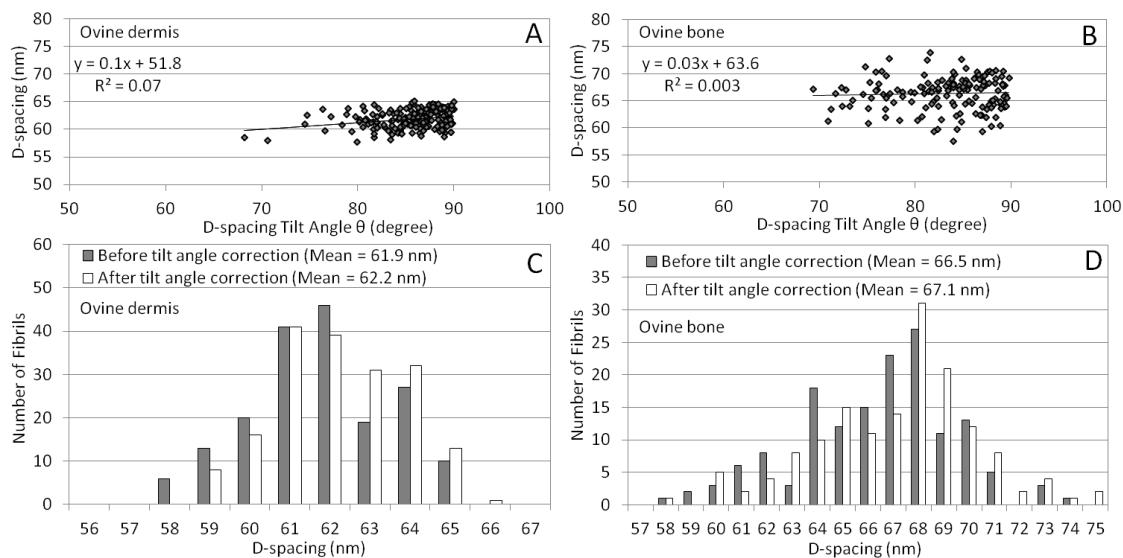 A
Ovine dermis
y = 0.1x + 51.8
R² = 0.07
D-spacing (nm)
80
75
70
65
60
55
50
50 60 70 80 90 100
D-spacing Tilt Angle θ (degree)
B
Ovine bone
y = 0.03x + 63.6
R² = 0.003
D-spacing (nm)
80
75
70
65
60
55
50
50 60 70 80 90 100
D-spacing Tilt Angle θ (degree)
C
Before tilt angle correction (Mean = 61.9 nm)
After tilt angle correction (Mean = 62.2 nm)
Ovine dermis
Number of Fibrils
60
50
40
30
20
10
0
56 57 58 59 60 61 62 63 64 65 66 67
D-spacing (nm)
D
Before tilt angle correction (Mean = 66.5 nm)
After tilt angle correction (Mean = 67.1 nm)
Ovine bone
Number of Fibrils
40
35
30
25
20
15
10
5
0
57 58 59 60 61 62 63 64 65 66 67 68 69 70 71 72 73 74 75
D-spacing (nm)